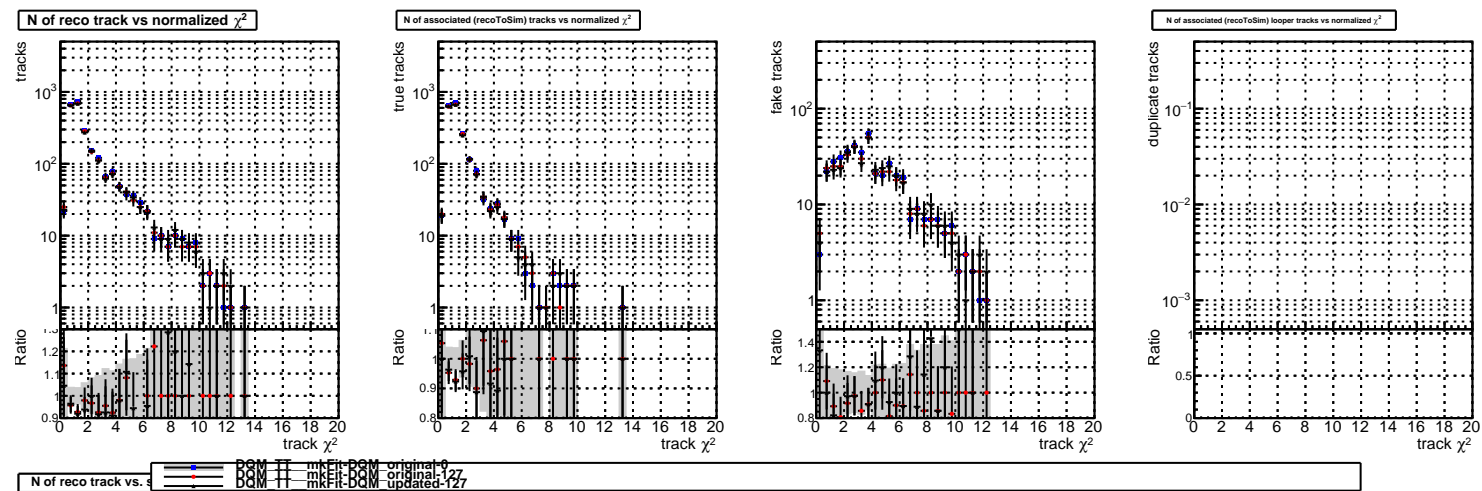 N of reco track vs normalized χ²
N of associated (recoToSim) tracks vs normalized χ²
N of associated (recoToSim) looper tracks vs normalized χ²
tracks
10³
10²
10
1
Ratio
1.2
1.1
1
0.9
0 2 4 6 8 10 12 14 16 18 20
track χ²
true tracks
10³
10²
10
1
Ratio
1.1
1
0.9
0.8
0 2 4 6 8 10 12 14 16 18 20
track χ²
fake tracks
10²
10
1
Ratio
1.4
1.2
1
0.8
0 2 4 6 8 10 12 14 16 18 20
track χ²
duplicate tracks
10⁻¹
10⁻²
10⁻³
Ratio
1
0.5
0
0 2 4 6 8 10 12 14 16 18 20
track χ²
N of reco track vs.
DQM_TT__mkFit-DQM_original-0
DQM_TT__mkFit-DQM_original-127
DQM_TT__mkFit-DQM_updated-127